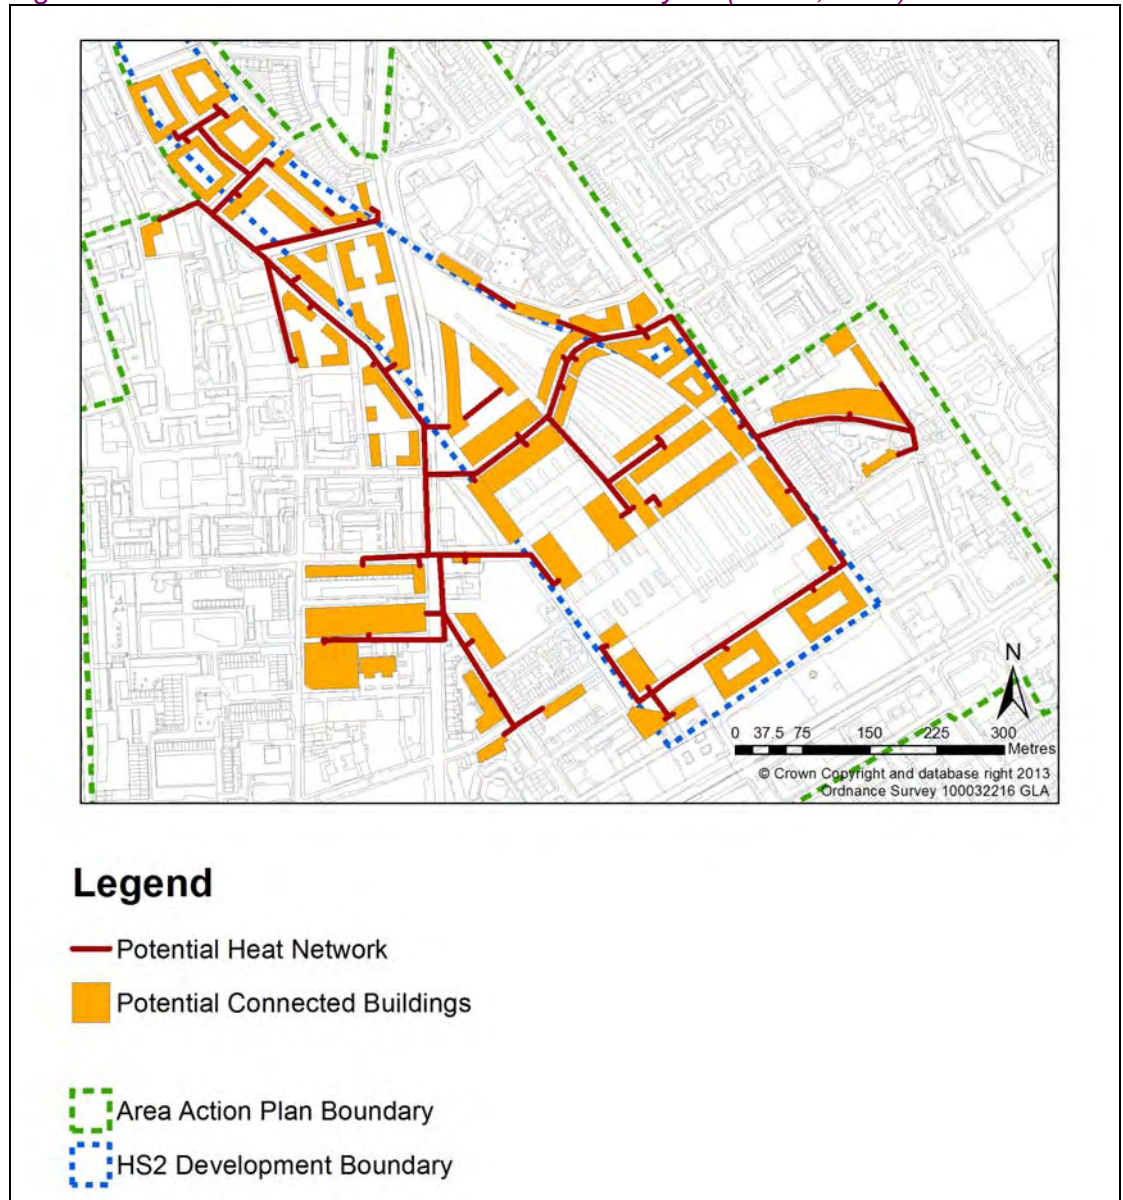 N
0 37.5 75 150 225 300
Metres
© Crown Copyright and database right 2013
Ordnance Survey 100032216 GLA
Legend
Potential Heat Network
Potential Connected Buildings
Area Action Plan Boundary
HS2 Development Boundary